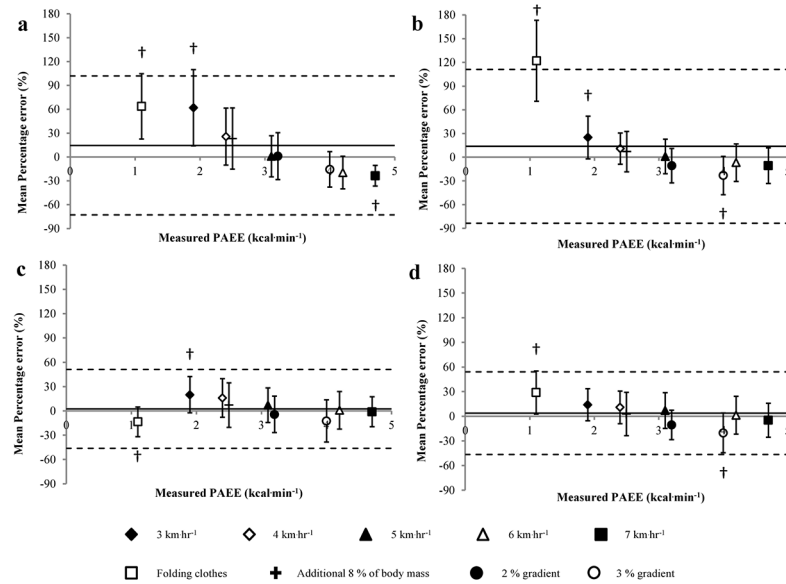 a
Mean Percentage error (%)
180
150
120
90
60
30
0
-30
-60
-90
0 1 2 3 4 5
† † †
Measured PAEE (kcal·min⁻¹)
b
Mean Percentage error (%)
180
150
120
90
60
30
0
-30
-60
-90
0 1 2 3 4 5
† † †
Measured PAEE (kcal·min⁻¹)
c
Mean Percentage error (%)
180
150
120
90
60
30
0
-30
-60
-90
0 1 2 3 4 5
† †
Measured PAEE (kcal·min⁻¹)
d
Mean Percentage error (%)
180
150
120
90
60
30
0
-30
-60
-90
0 1 2 3 4 5
† †
Measured PAEE (kcal·min⁻¹)
3 km·hr⁻¹ 4 km·hr⁻¹ 5 km·hr⁻¹ 6 km·hr⁻¹ 7 km·hr⁻¹
Folding clothes Additional 8 % of body mass 2 % gradient 3 % gradient